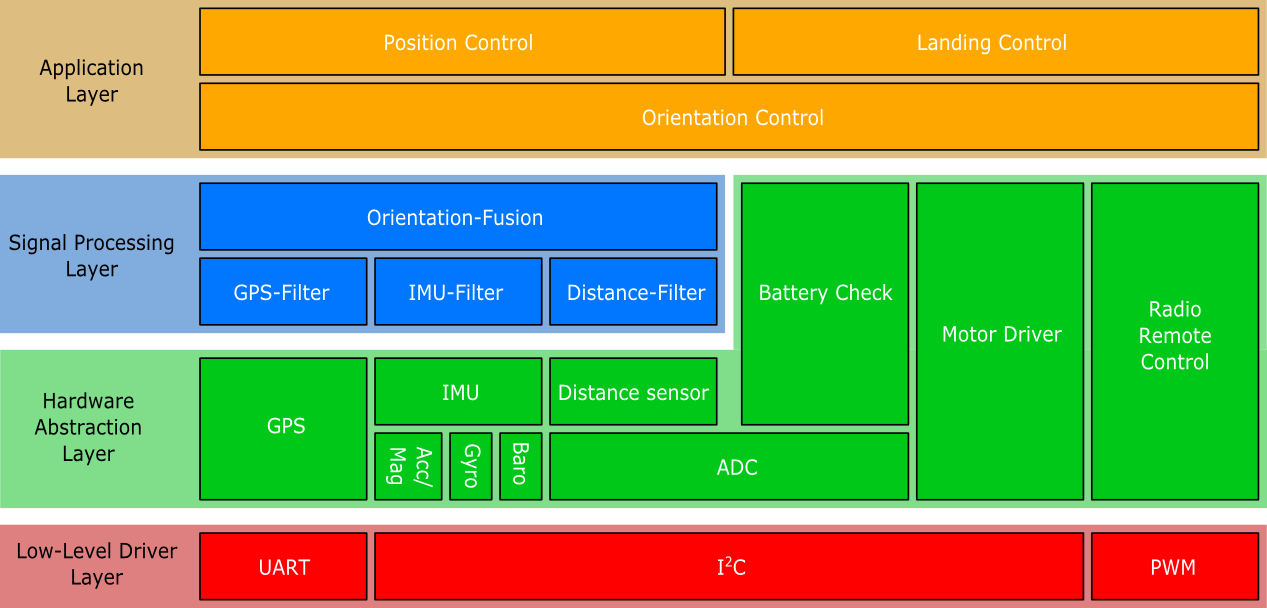 Application
Layer
Position Control
Landing Control
Orientation Control
Signal Processing
Layer
Orientation-Fusion
GPS-Filter
IMU-Filter
Distance-Filter
Battery Check
Motor Driver
Radio
Remote
Control
Hardware
Abstraction
Layer
GPS
IMU
Distance sensor
Acc/
Mag
Gyro
Baro
ADC
Low-Level Driver
Layer
UART
I²C
PWM